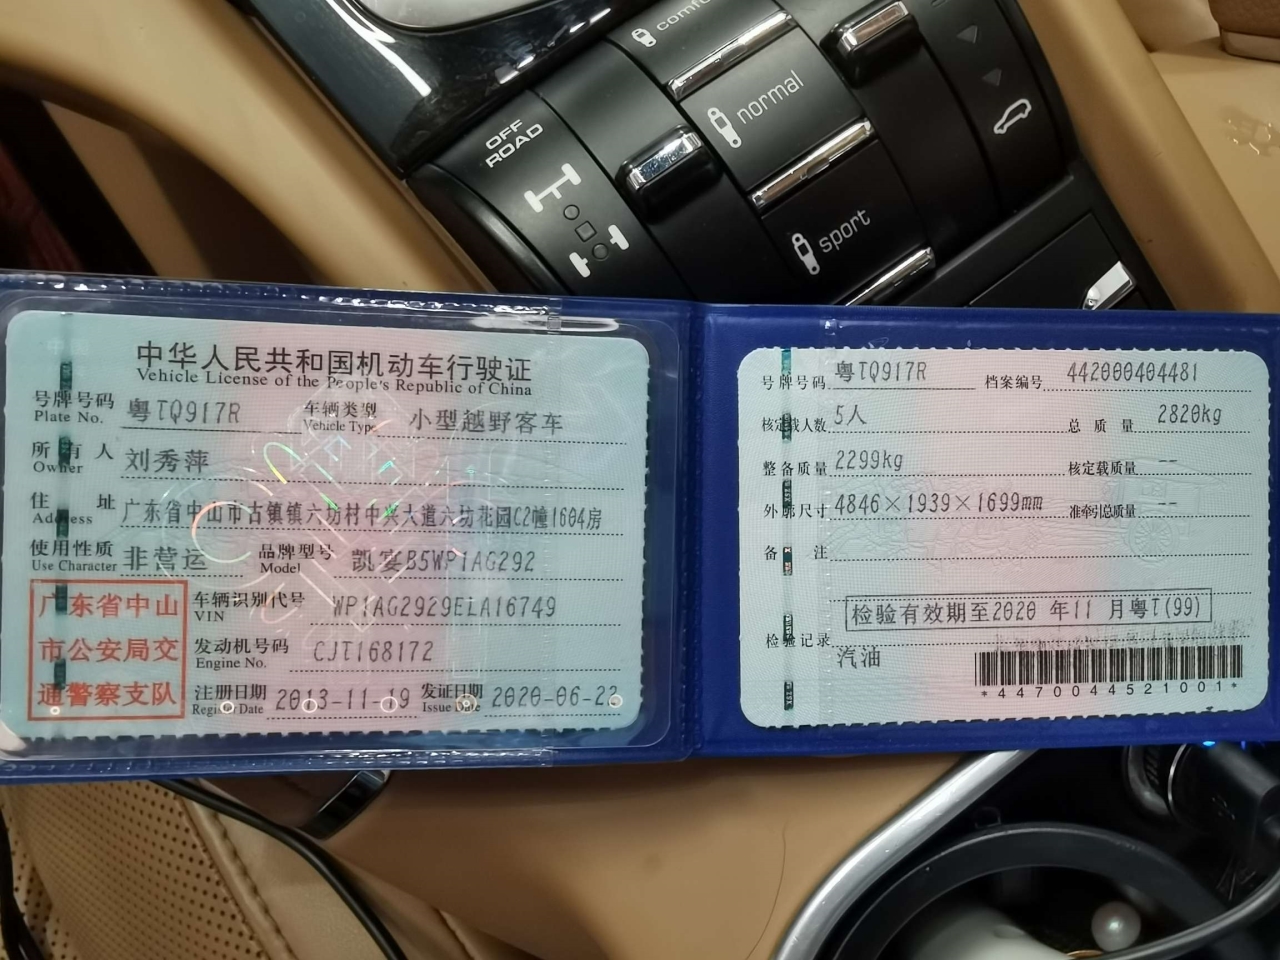 comfo
normal
OFF
ROAD
sport
中华人民共和国机动车行驶证
Vehicle License of the People's Republic of China
号牌号码 粤TQ917R 车辆类型 小型越野客车
Plate No. Vehicle Type
所有人 刘秀萍
Owner
住址 广东省中山市古镇镇六坊村中兴大道六坊花园C2幢1604房
Address
使用性质 非营运 品牌型号 凯宴B5WP1AG292
Use Character Model
广东省中山
市公安局交
通警察支队
车辆识别代号 WP1AG2929ELA16749
VIN
发动机号码 CJT168172
Engine No.
注册日期 2013-11-19 发证日期 2020-06-22
Register Date Issue Date
号牌号码 粤TQ917R 档案编号 442000404481
核定载人数 5人 总质量 2820kg
整备质量 2299kg 核定载质量 --
外廓尺寸 4846×1939×1699mm 准牵引总质量 --
备注
检验有效期至2020 年11 月粤T(99)
检验记录
汽油
*4470044521001*